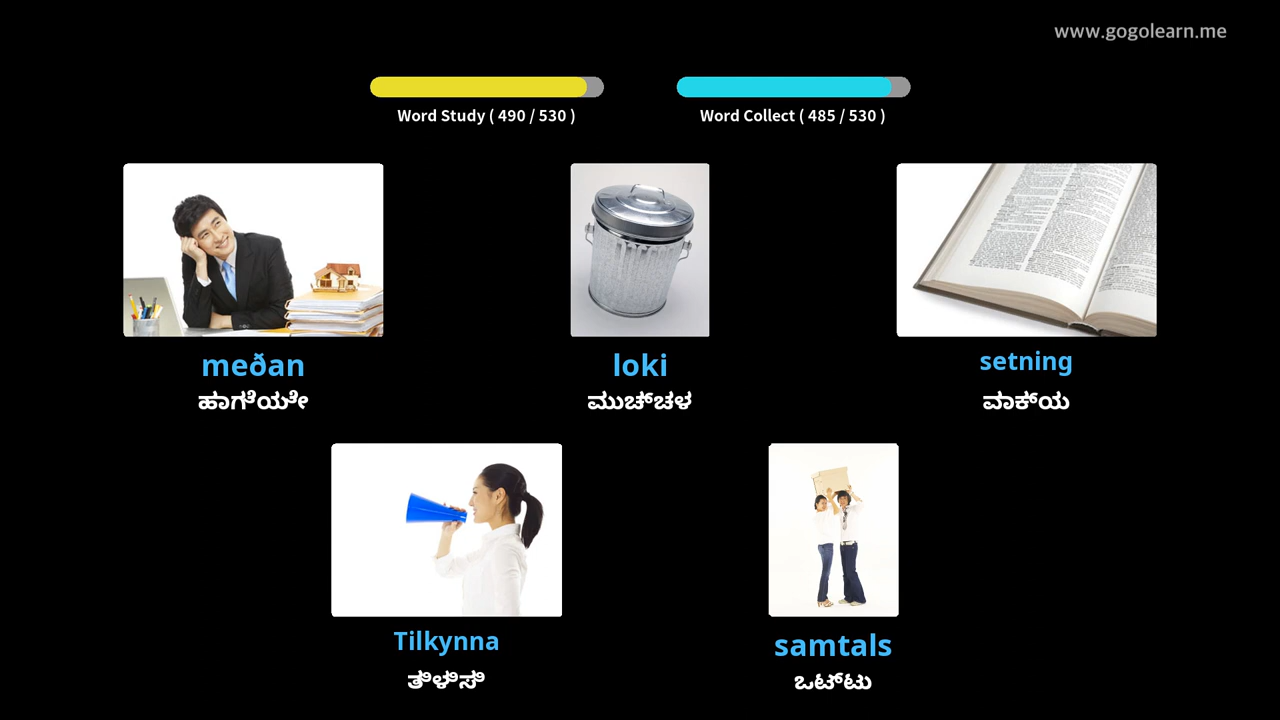 www.gogolearn.me
Word Study ( 490 / 530 )
Word Collect ( 485 / 530 )
meðan
ಹಾಗೆಯೇ
loki
ಮುಚ್ಚಳ
setning
ವಾಕ್ಯ
Tilkynna
ತಿಳಿಸಿ
samtals
ಒಟ್ಟು